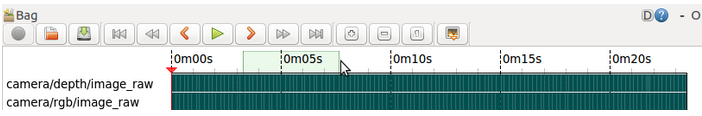 Bag
D ? - O
0m00s 0m05s 0m10s 0m15s 0m20s
camera/depth/image_raw
camera/rgb/image_raw